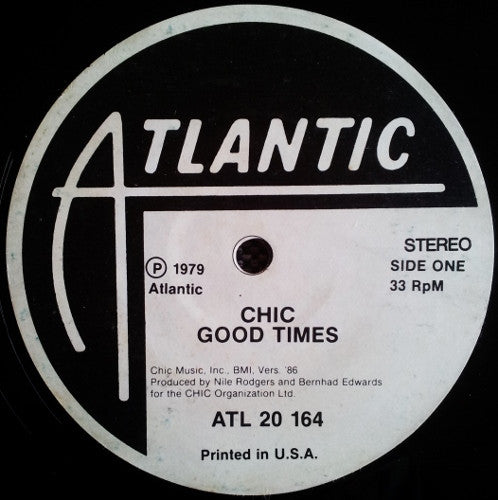 ATLANTIC
STEREO
SIDE ONE
33 RpM
℗ 1979
Atlantic
CHIC
GOOD TIMES
Chic Music, Inc., BMI, Vers. '86
Produced by Nile Rodgers and Bernhad Edwards
for the CHIC Organization Ltd.
ATL 20 164
Printed in U.S.A.